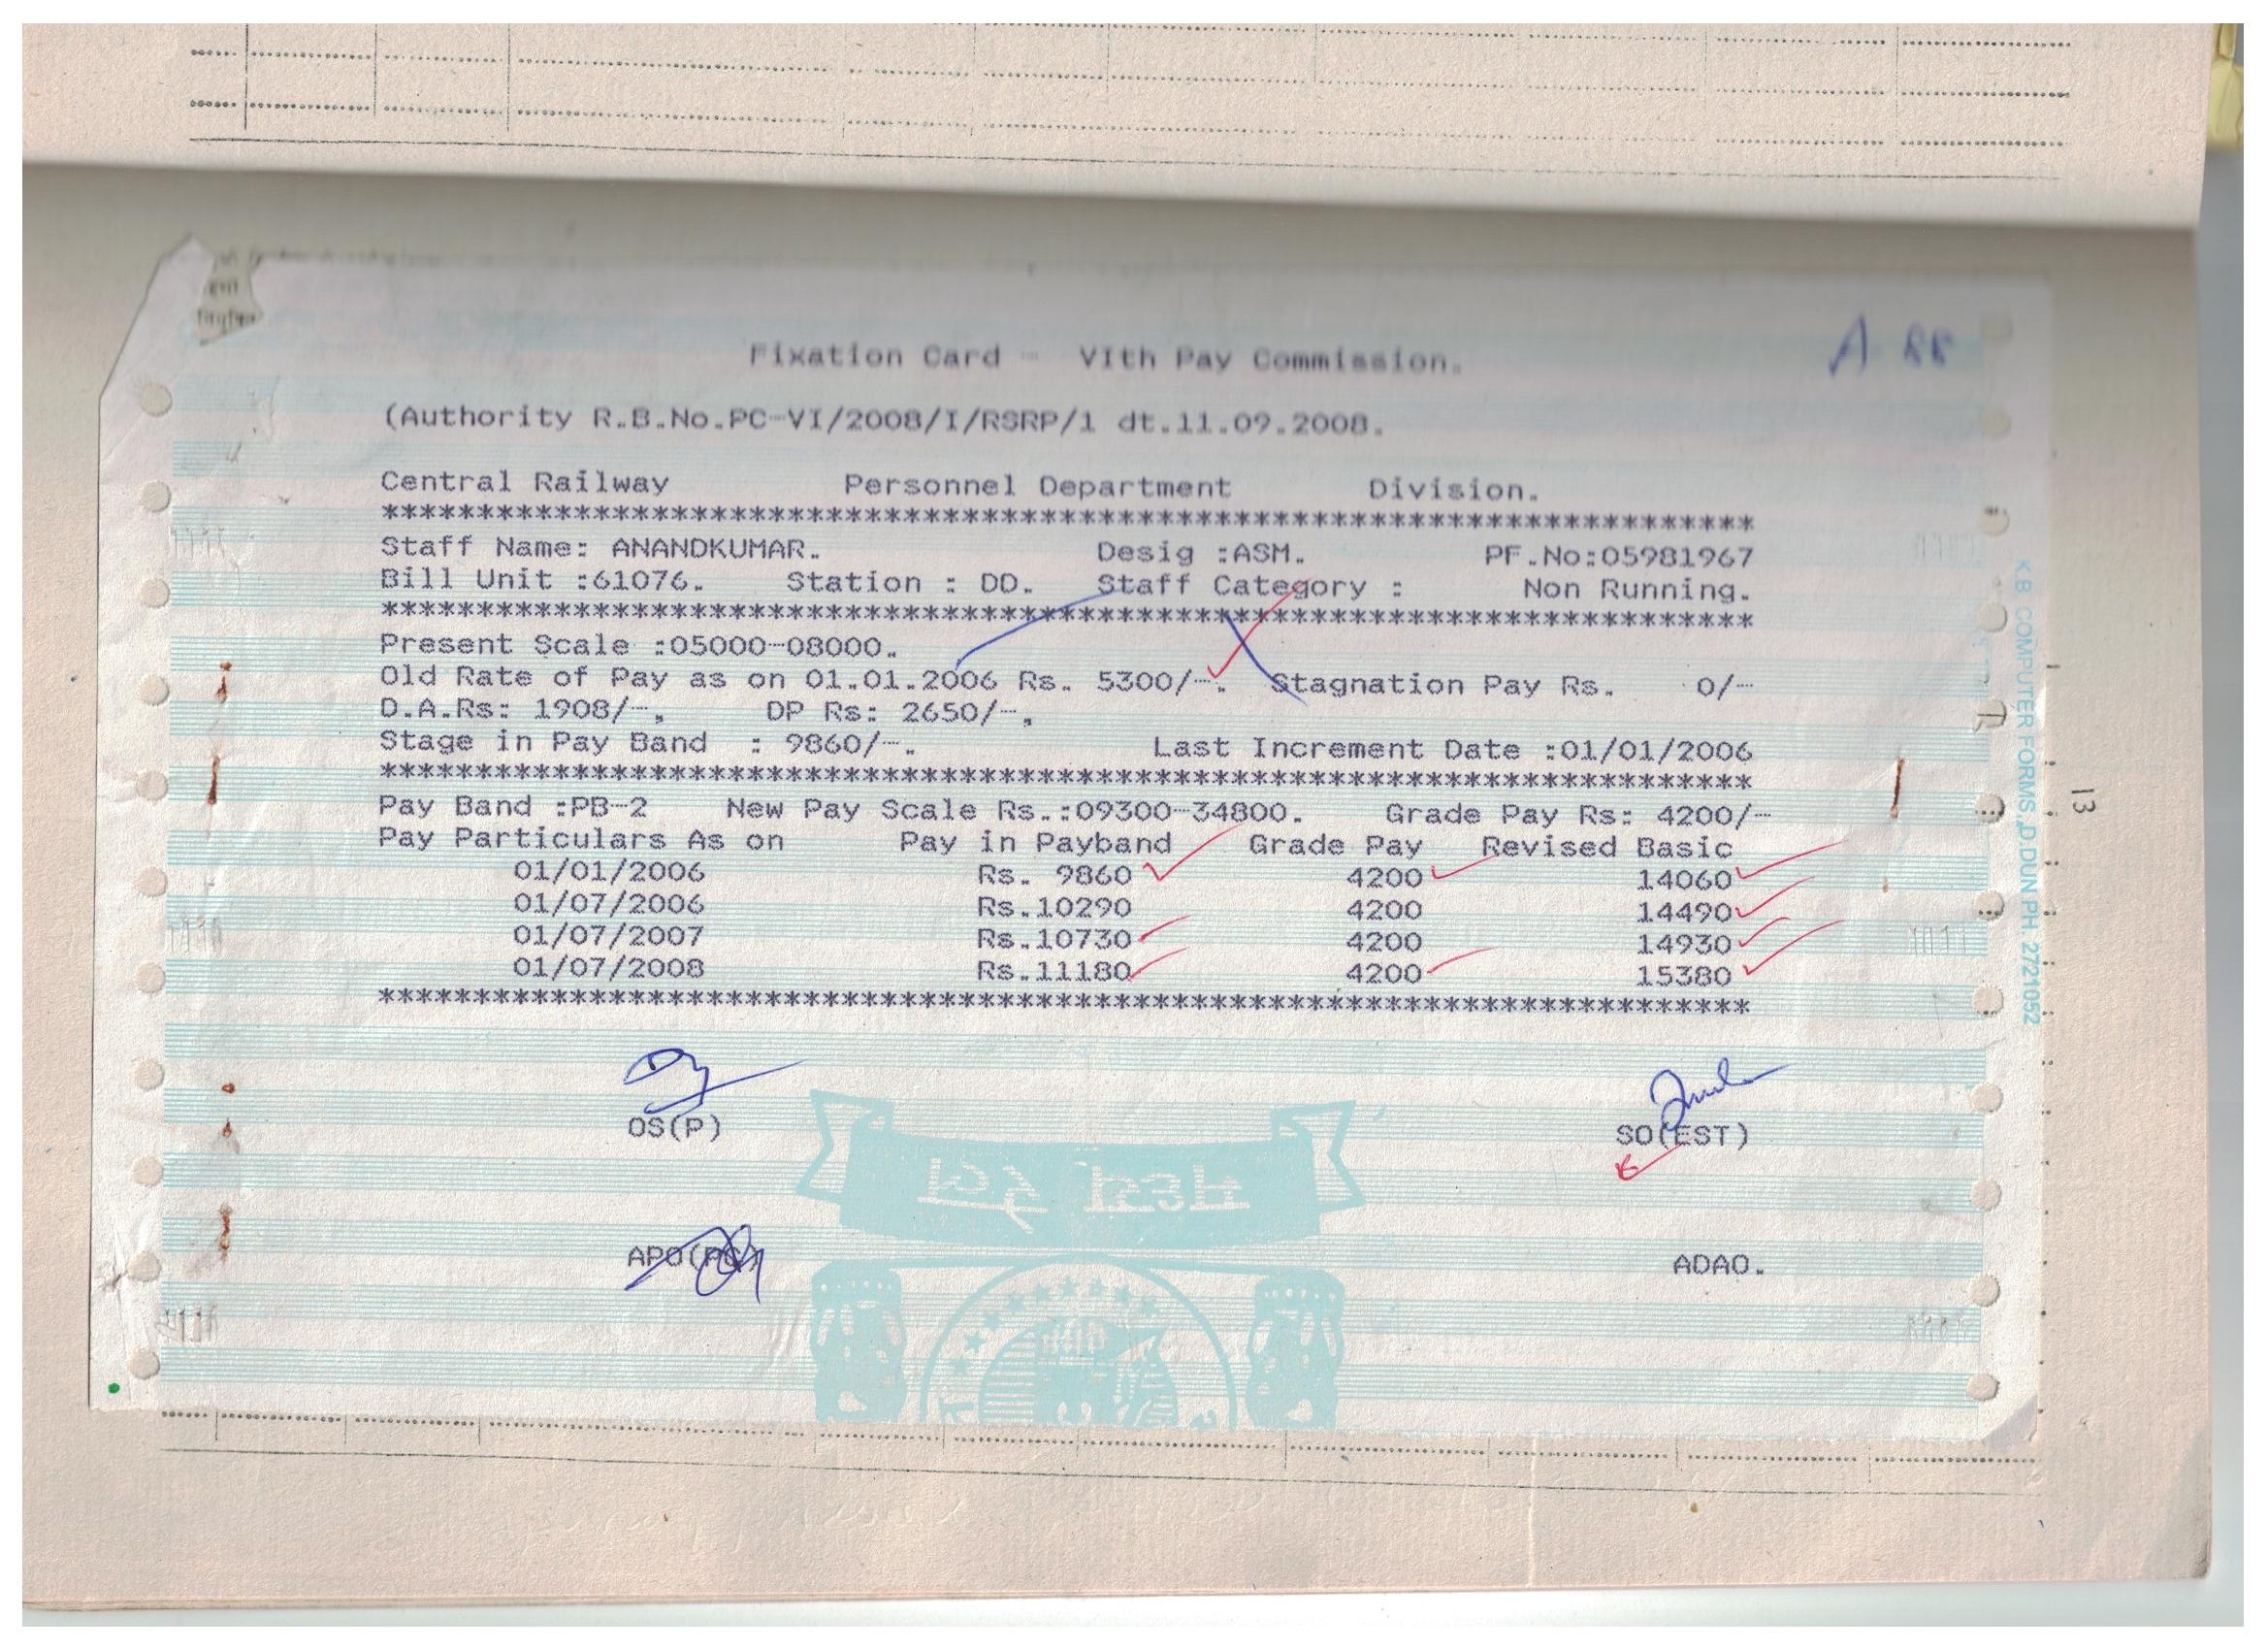 Fixation Card - VIth Pay Commission.
(Authority R.B.No.PC-VI/2008/I/RSRP/1 dt.11.09.2008.
Central Railway Personnel Department Division.
***********************************************************************
Staff Name: ANANDKUMAR. Desig :ASM. PF.No:05981967
Bill Unit :61076. Station : DD. Staff Category : Non Running.
***********************************************************************
Present Scale :05000-08000.
Old Rate of Pay as on 01.01.2006 Rs. 5300/-. Stagnation Pay Rs. 0/-
D.A.Rs: 1908/-. DP Rs: 2650/-.
Stage in Pay Band : 9860/-. Last Increment Date :01/01/2006
***********************************************************************
Pay Band :PB-2 New Pay Scale Rs.:09300-34800. Grade Pay Rs: 4200/-
Pay Particulars As on Pay in Payband Grade Pay Revised Basic
01/01/2006 Rs. 9860 4200 14060
01/07/2006 Rs.10290 4200 14490
01/07/2007 Rs.10730 4200 14930
01/07/2008 Rs.11180 4200 15380
***********************************************************************
OS(P) SO(EST)
APO( ADAO.
K.B. COMPUTER FORMS, D.DUN PH. 2721052
13